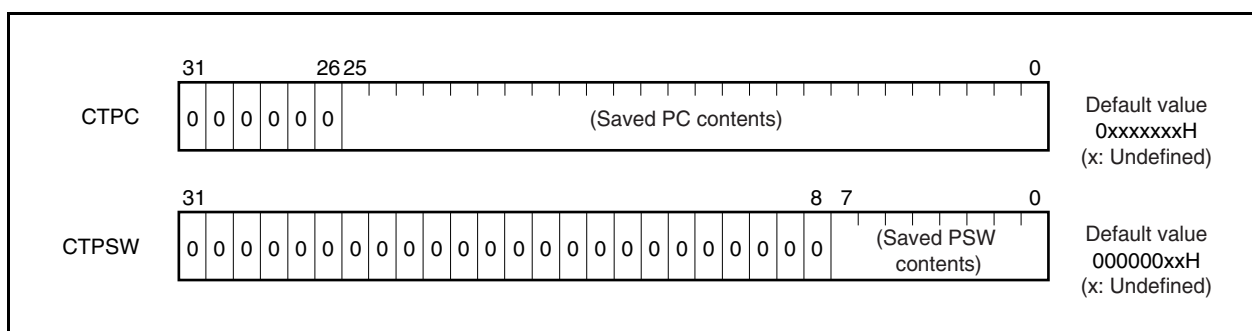 31 26 25 0
CTPC 0 0 0 0 0 0 (Saved PC contents) Default value
0xxxxxxxH
(x: Undefined)
31 8 7 0
CTPSW 0 0 0 0 0 0 0 0 0 0 0 0 0 0 0 0 0 0 0 0 0 0 0 0 (Saved PSW
contents) Default value
000000xxH
(x: Undefined)